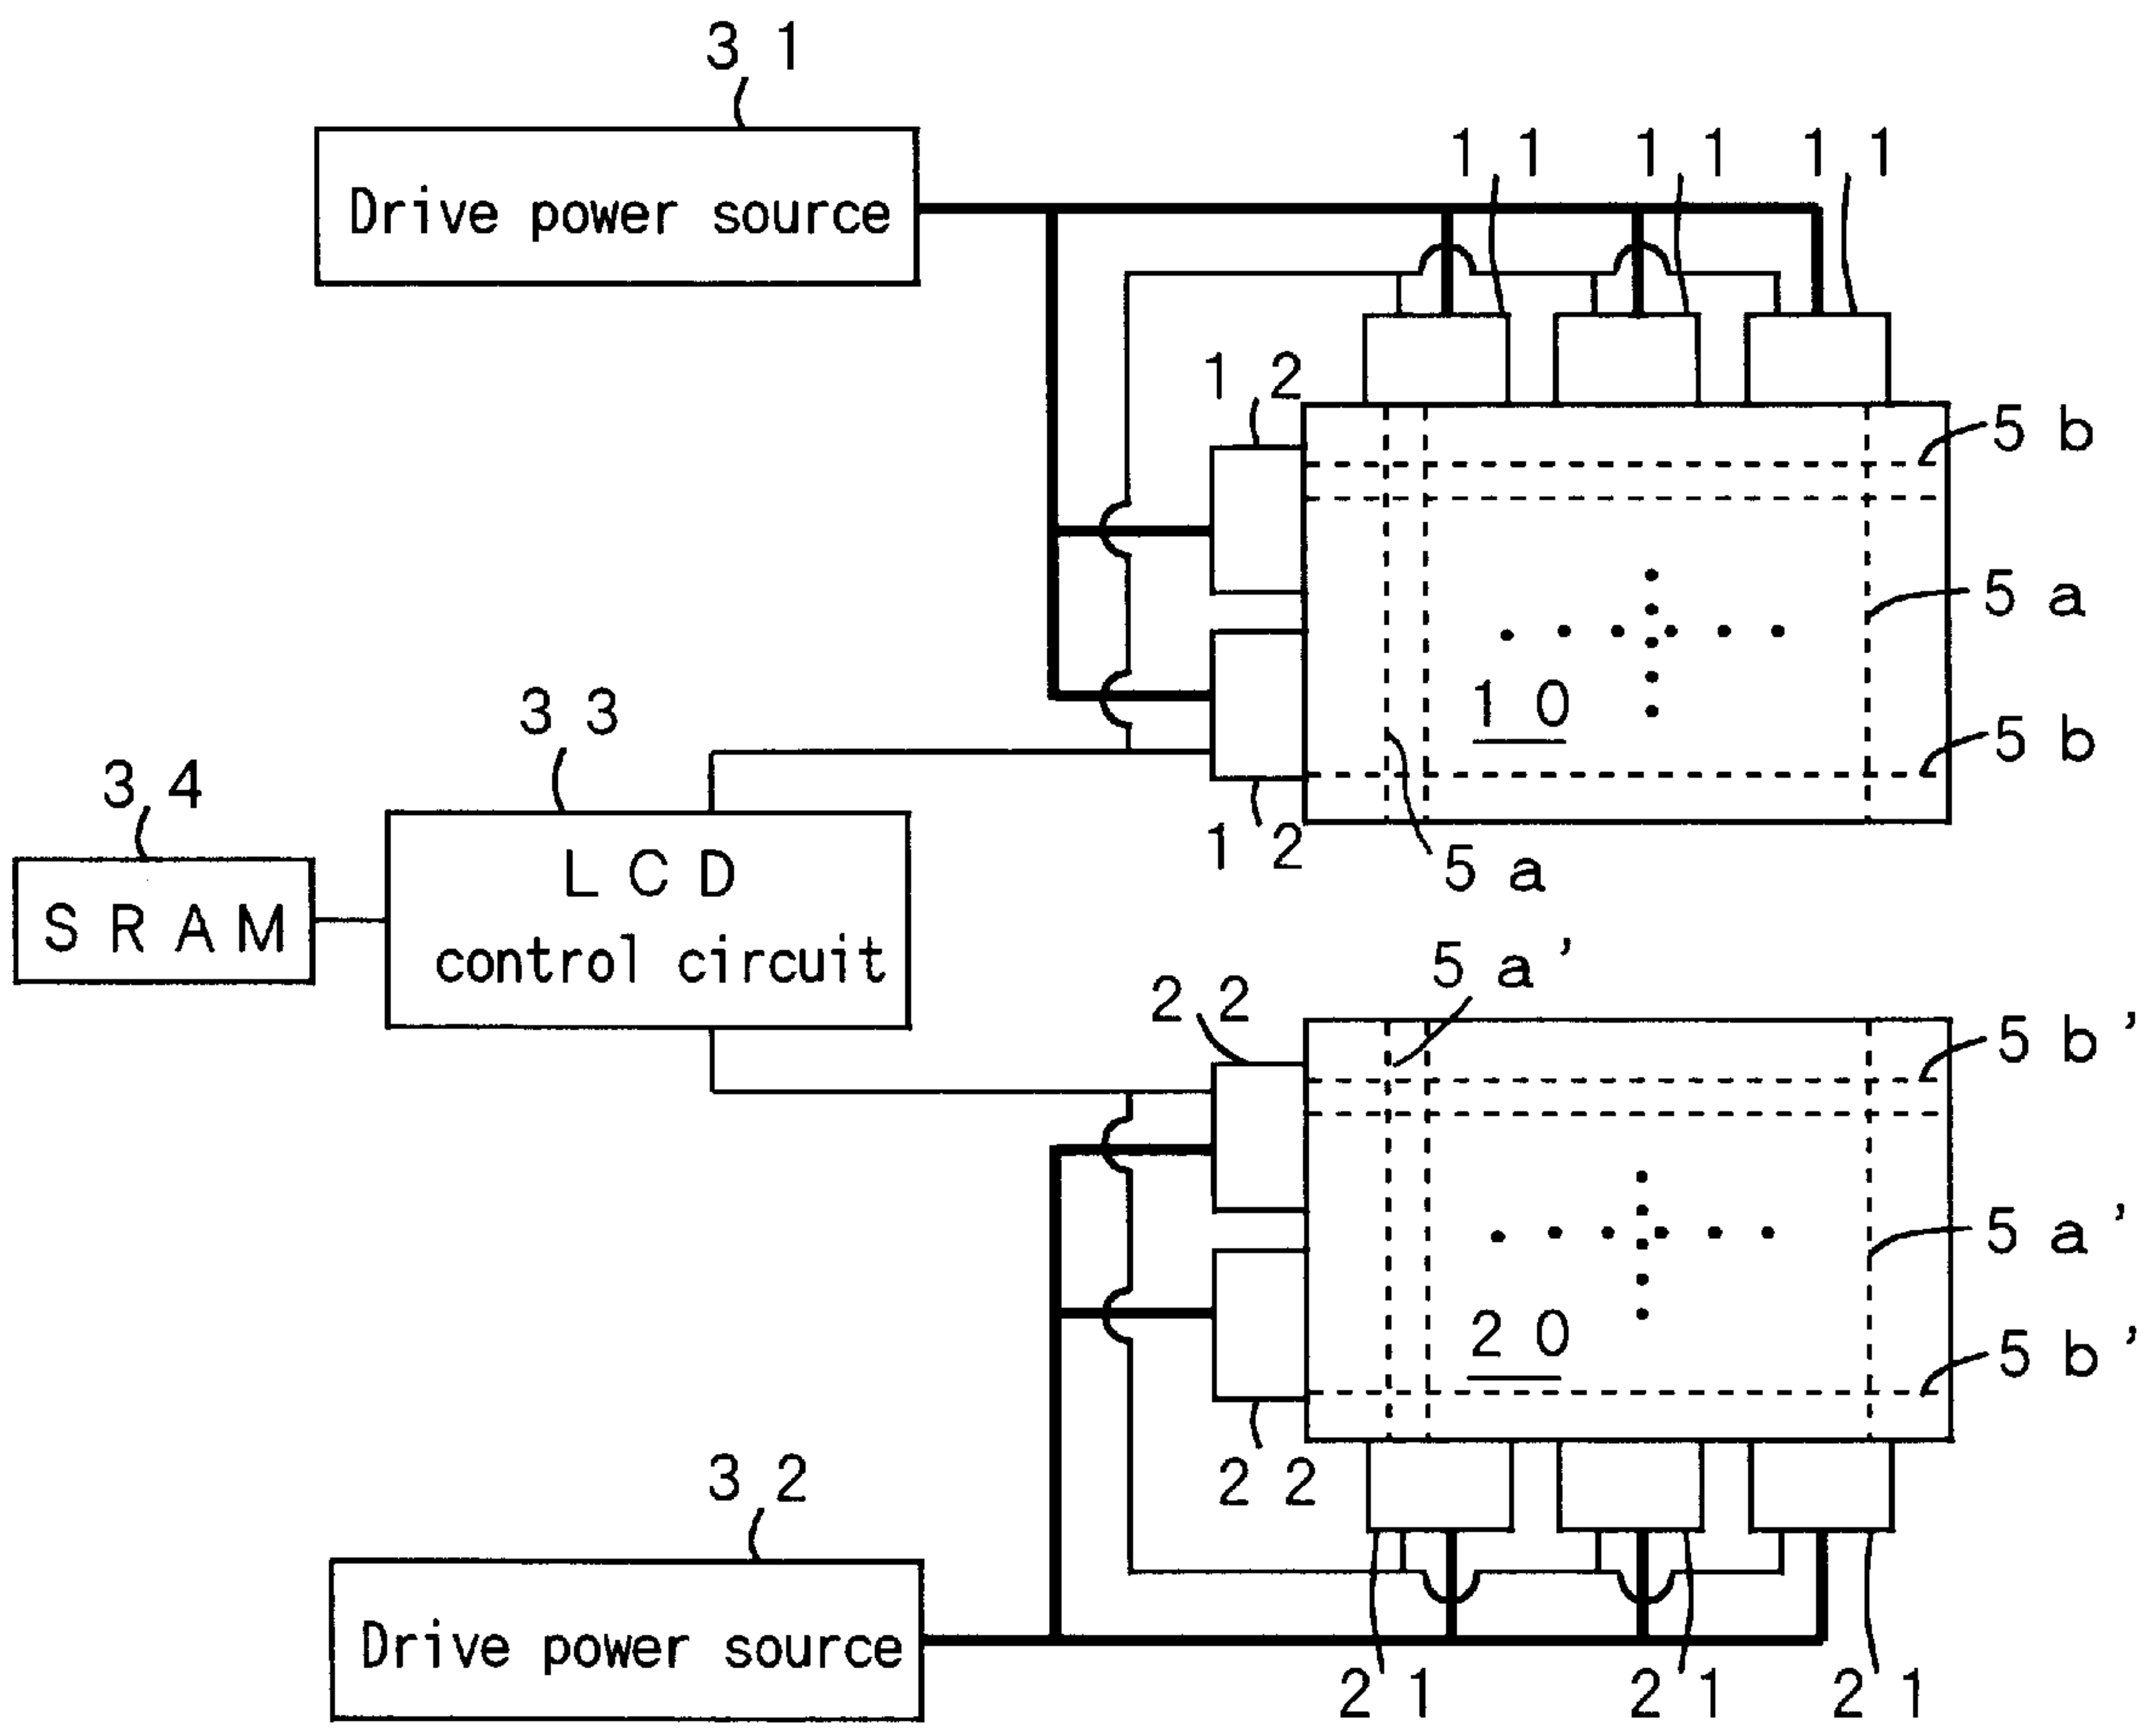 31
Drive power source
11 11 11
12
5b
5a
10
5b
12
5a
33
34
LCD
control circuit
SRAM
5a'
22
5b'
5a'
20
5b'
22
32
Drive power source
21 21 21